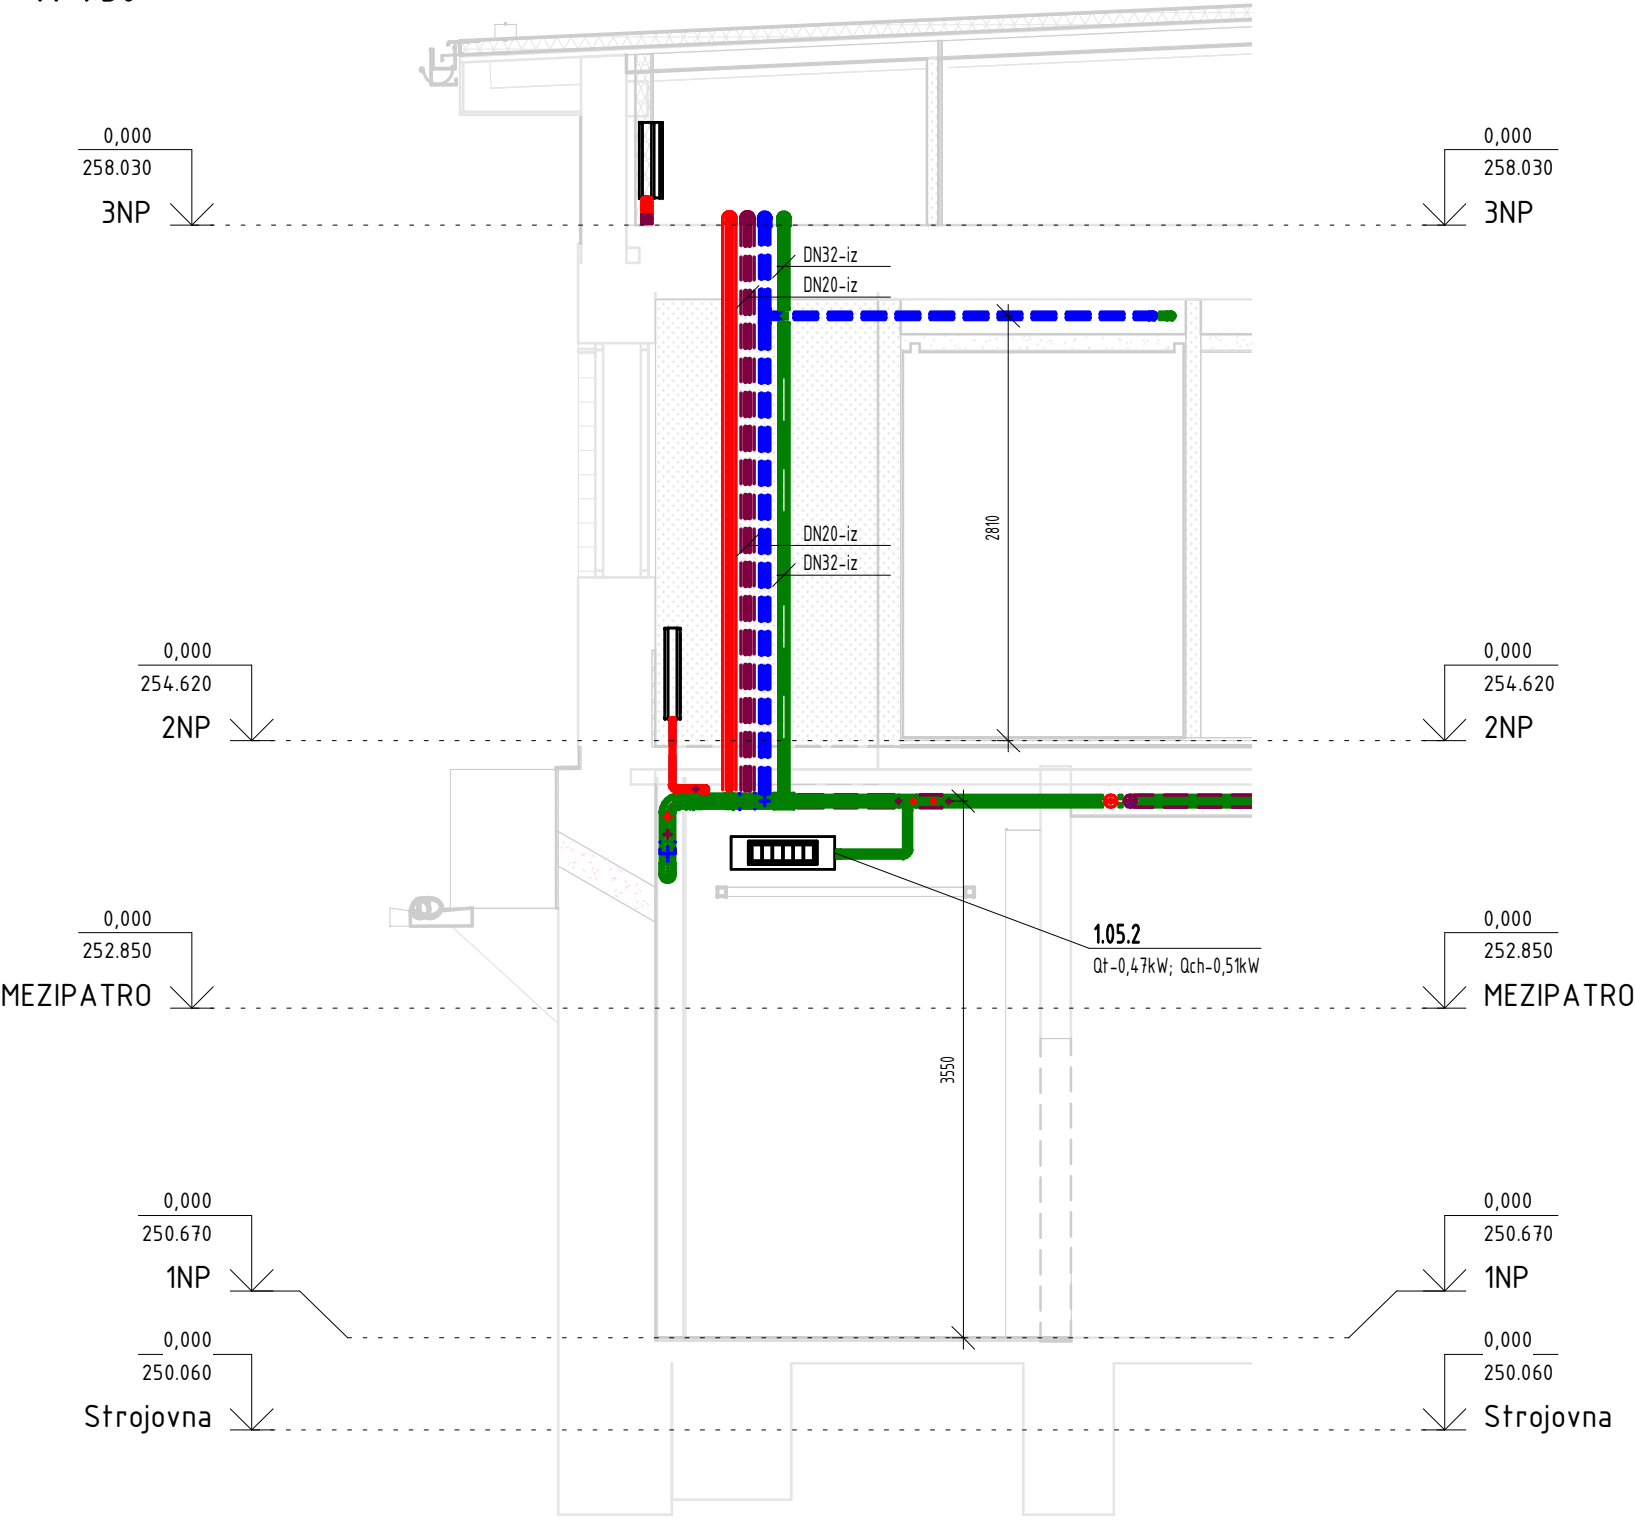 0,000
258.030
3NP
0,000
258.030
3NP
DN32-iz
DN20-iz
2810
DN20-iz
DN32-iz
0,000
254.620
2NP
0,000
254.620
2NP
0,000
252.850
MEZIPATRO
1.05.2
Qt-0,47kW; Qch-0,51kW
0,000
252.850
MEZIPATRO
3550
0,000
250.670
1NP
0,000
250.670
1NP
0,000
250.060
Strojovna
0,000
250.060
Strojovna